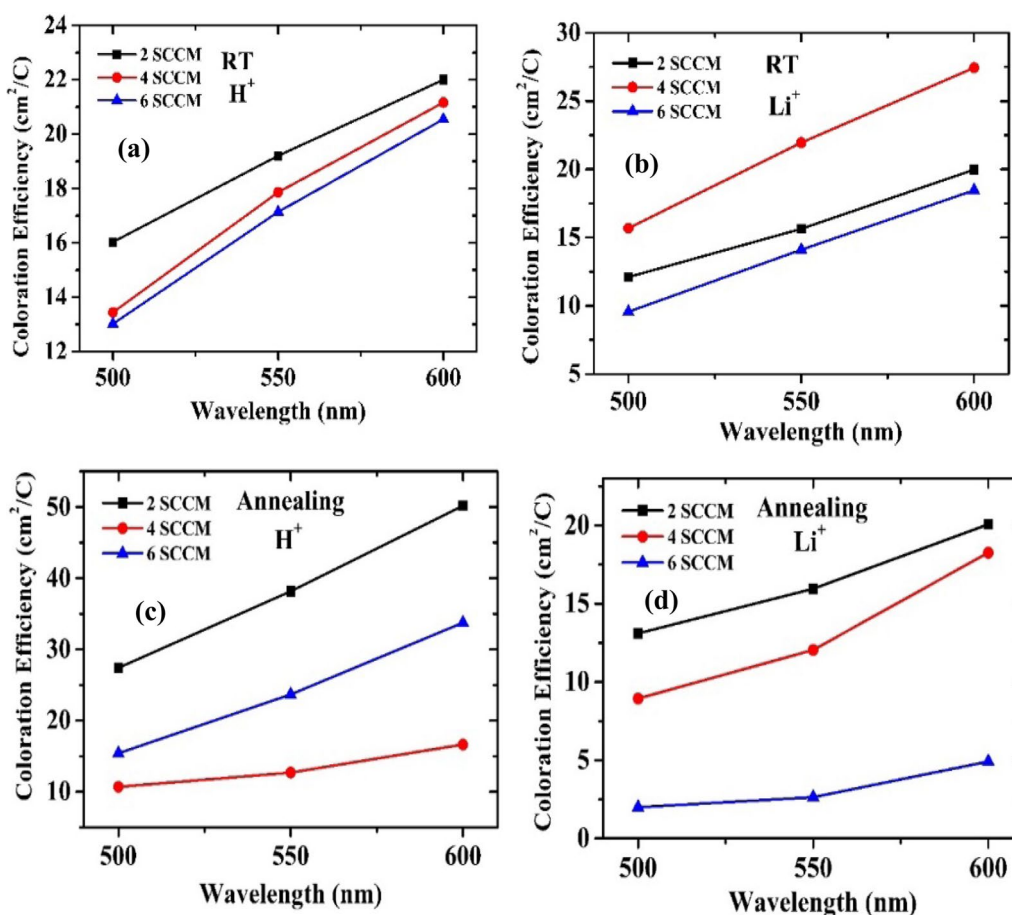 Coloration Efficiency (cm²/C)
24
22
20
18
16
14
12
2 SCCM
4 SCCM
6 SCCM
RT
H⁺
(a)
500
550
600
Wavelength (nm)
Coloration Efficiency (cm²/C)
30
25
20
15
10
5
2 SCCM
4 SCCM
6 SCCM
RT
Li⁺
(b)
500
550
600
Wavelength (nm)
Coloration Efficiency (cm²/C)
50
40
30
20
10
2 SCCM
4 SCCM
6 SCCM
Annealing
H⁺
(c)
500
550
600
Wavelength (nm)
Coloration Efficiency (cm²/C)
20
15
10
5
0
2 SCCM
4 SCCM
6 SCCM
Annealing
Li⁺
(d)
500
550
600
Wavelength (nm)